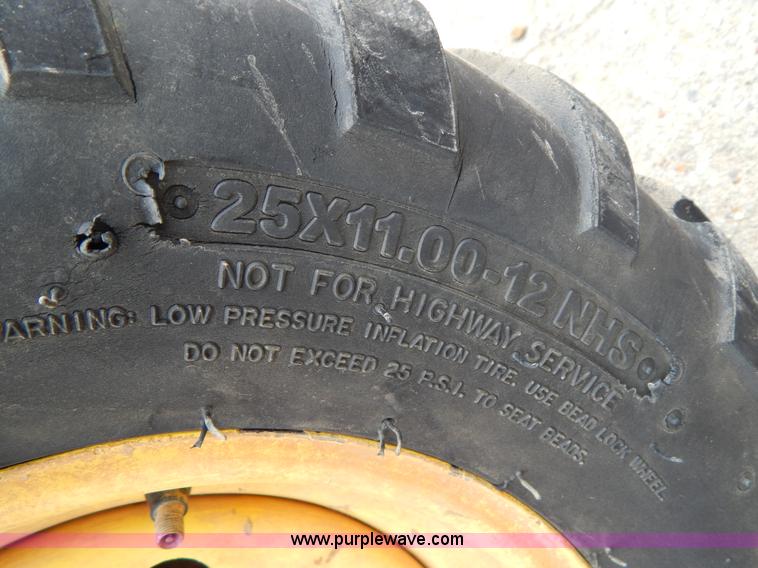 25X11.00-12 NHS
NOT FOR HIGHWAY SERVICE
ARNING: LOW PRESSURE INFLATION TIRE. USE BEAD LOCK WHEEL
DO NOT EXCEED 25 P.S.I. TO SEAT BEADS.
www.purplewave.com